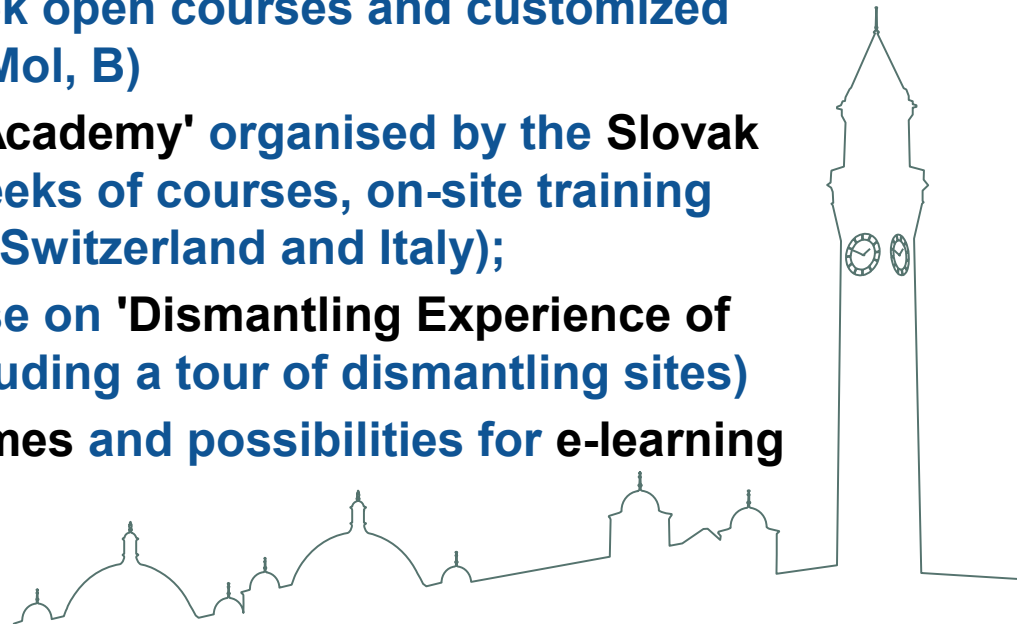 k open courses and customized
Mol, B)
Academy' organised by the Slovak
eeks of courses, on-site training
Switzerland and Italy);
se on 'Dismantling Experience of
luding a tour of dismantling sites)
mes and possibilities for e-learning